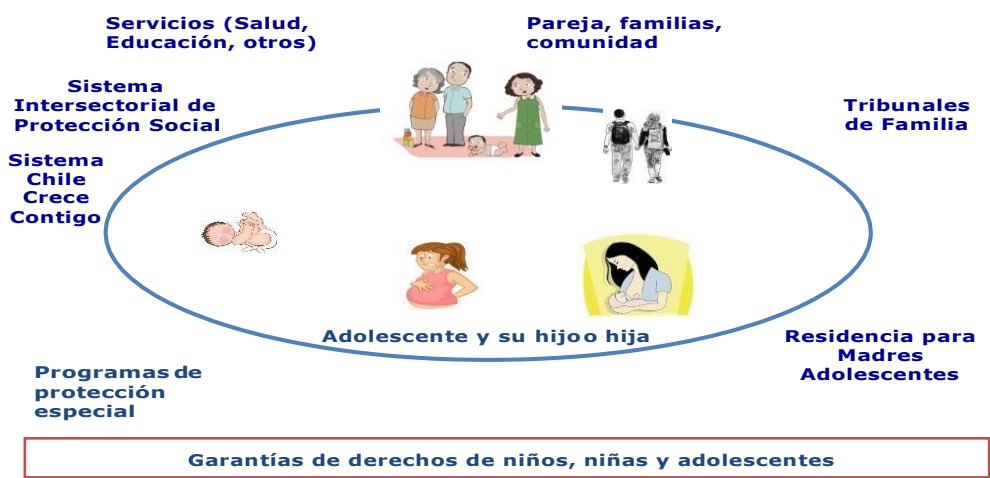 Servicios (Salud,
Educación, otros)
Pareja, familias,
comunidad
Sistema
Intersectorial de
Protección Social
Tribunales
de Familia
Sistema
Chile
Crece
Contigo
Adolescente y su hijoo hija
Residencia para
Madres
Adolescentes
Programas de
protección
especial
Garantías de derechos de niños, niñas y adolescentes